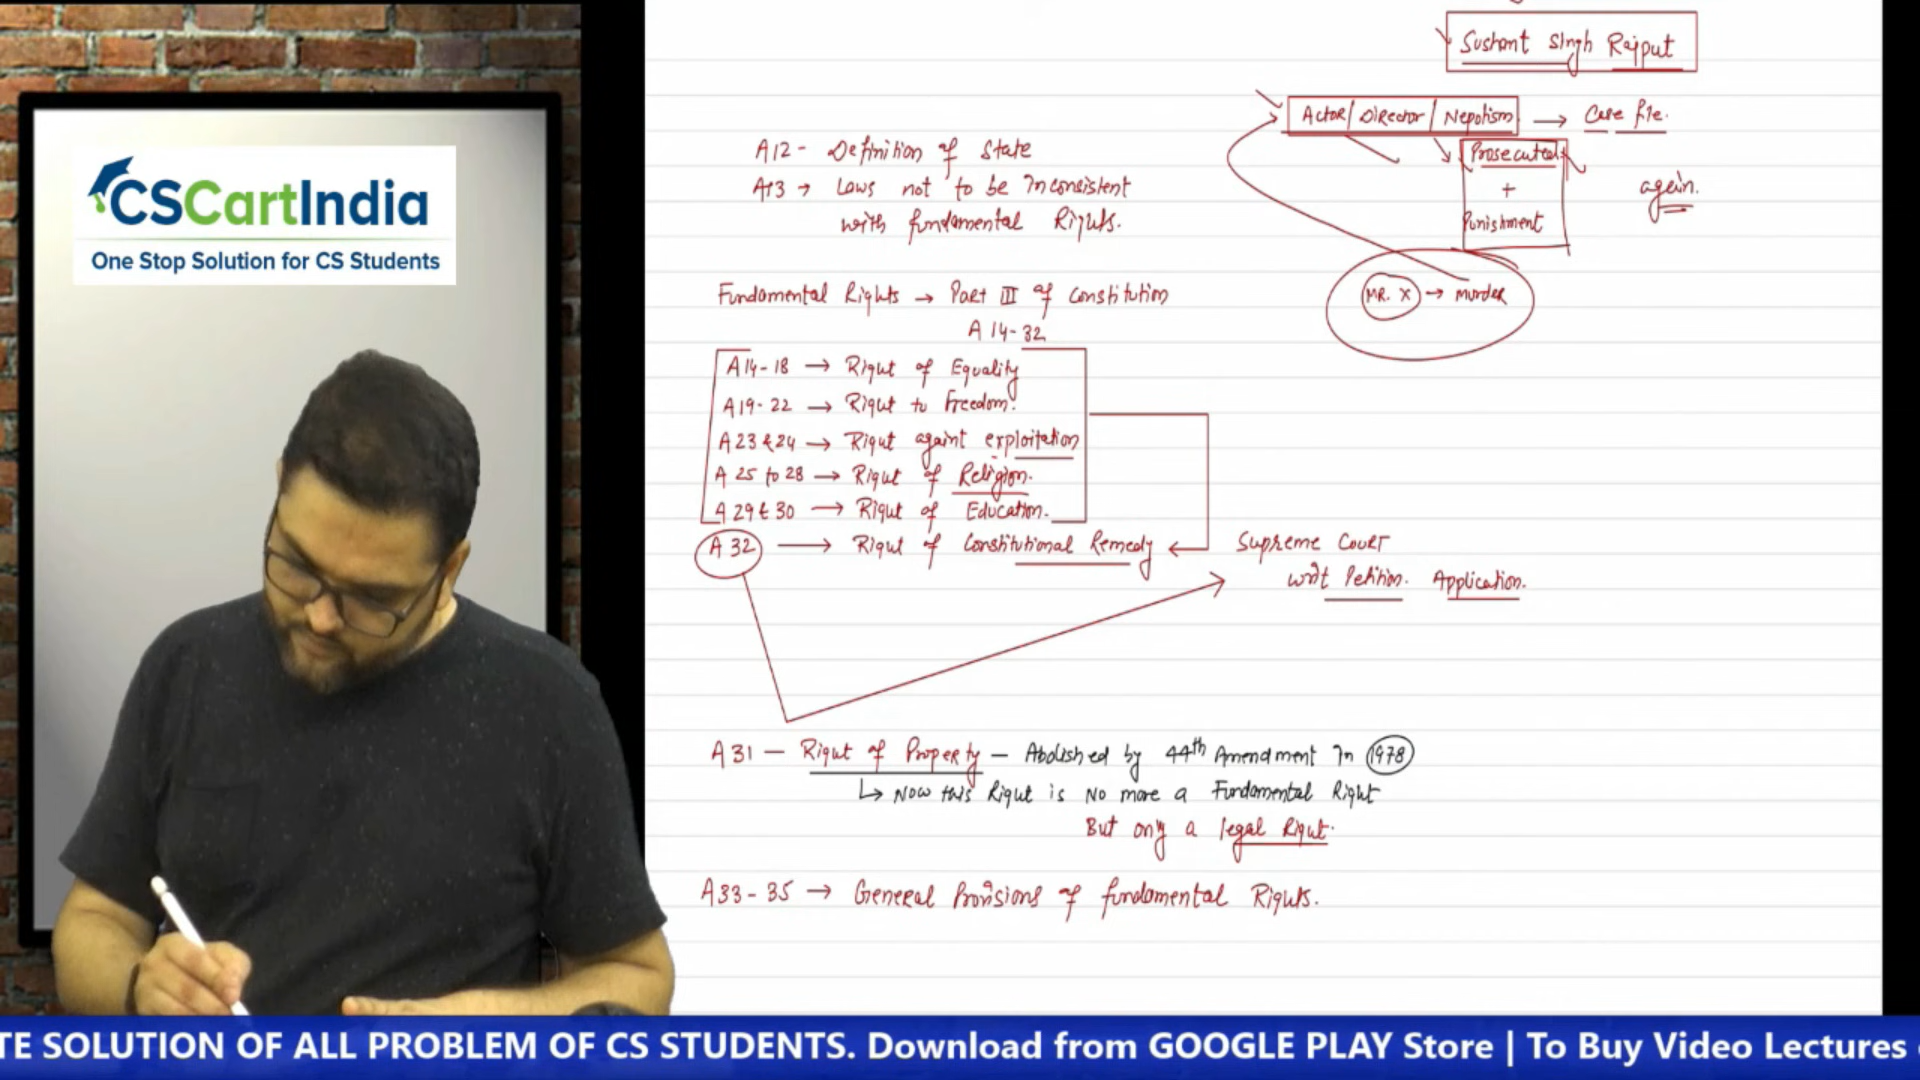 CSCartIndia
One Stop Solution for CS Students
Sushant Singh Rajput
Actor/ Director/ Nepotism → Case file.
Prosecuted
+
Punishment
again.
MR. X → Murder
A12 - Definition of State
A13 → Laws not to be Inconsistent
with fundamental Rights.
Fundamental Rights → Part III of Constitution
A 14-32
A14-18 → Right of Equality
A19-22 → Right to Freedom.
A23 & 24 → Right againt exploitation
A 25 to 28 → Right of Religion.
A 29 & 30 → Right of Education.
A 32 → Right of Constitutional Remedy
Supreme Court
writ Petition. Application.
A31 — Right of Property — Abolished by 44th Amendment In 1978
↳ Now this Right is No more a Fundamental Right
But only a legal Right.
A33-35 → General Provisions of fundamental Rights.
TE SOLUTION OF ALL PROBLEM OF CS STUDENTS. Download from GOOGLE PLAY Store | To Buy Video Lectures